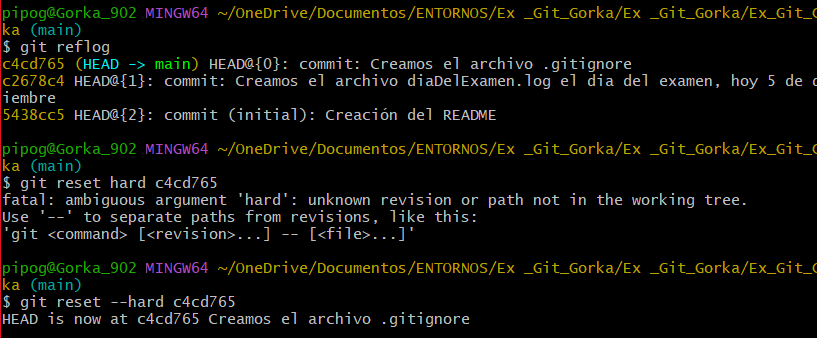 pipog@Gorka_902 MINGW64 ~/OneDrive/Documentos/ENTORNOS/Ex _Git_Gorka/Ex _Git_Gorka/Ex_Git_G
ka (main)
$ git reflog
c4cd765 (HEAD -> main) HEAD@{0}: commit: Creamos el archivo .gitignore
c2678c4 HEAD@{1}: commit: Creamos el archivo diaDelExamen.log el dia del examen, hoy 5 de d
iembre
5438cc5 HEAD@{2}: commit (initial): Creación del README
pipog@Gorka_902 MINGW64 ~/OneDrive/Documentos/ENTORNOS/Ex _Git_Gorka/Ex _Git_Gorka/Ex_Git_G
ka (main)
$ git reset hard c4cd765
fatal: ambiguous argument 'hard': unknown revision or path not in the working tree.
Use '--' to separate paths from revisions, like this:
'git <command> [<revision>...] -- [<file>...]'
pipog@Gorka_902 MINGW64 ~/OneDrive/Documentos/ENTORNOS/Ex _Git_Gorka/Ex _Git_Gorka/Ex_Git_G
ka (main)
$ git reset --hard c4cd765
HEAD is now at c4cd765 Creamos el archivo .gitignore